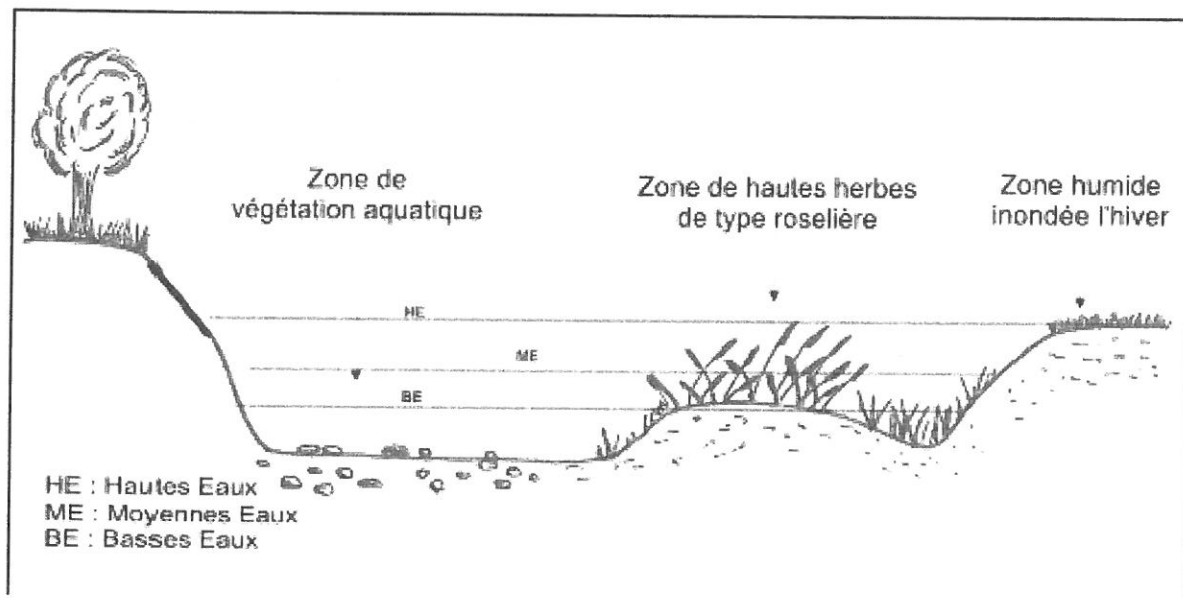 Zone de
végétation aquatique
Zone de hautes herbes
de type roselière
Zone humide
inondée l'hiver
HE
ME
BE
HE : Hautes Eaux
ME : Moyennes Eaux
BE : Basses Eaux